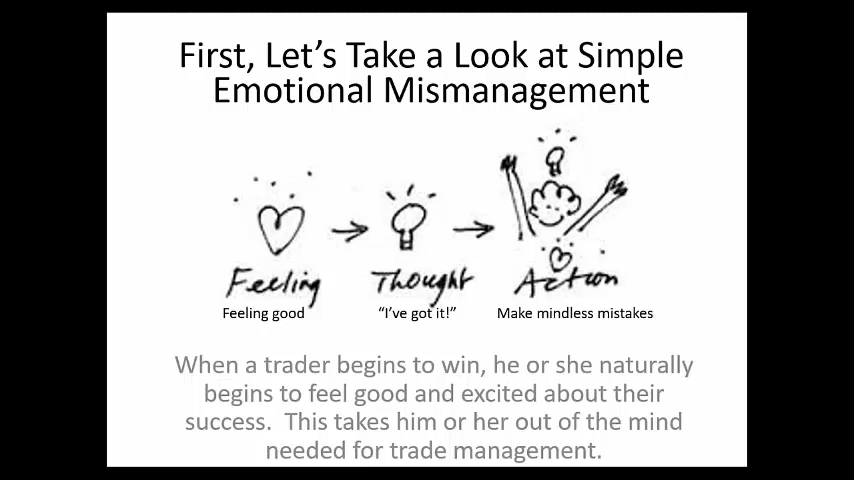 First, Let's Take a Look at Simple
Emotional Mismanagement
Feeling Thought Action
Feeling good "I've got it!" Make mindless mistakes
When a trader begins to win, he or she naturally
begins to feel good and excited about their
success.  This takes him or her out of the mind
needed for trade management.